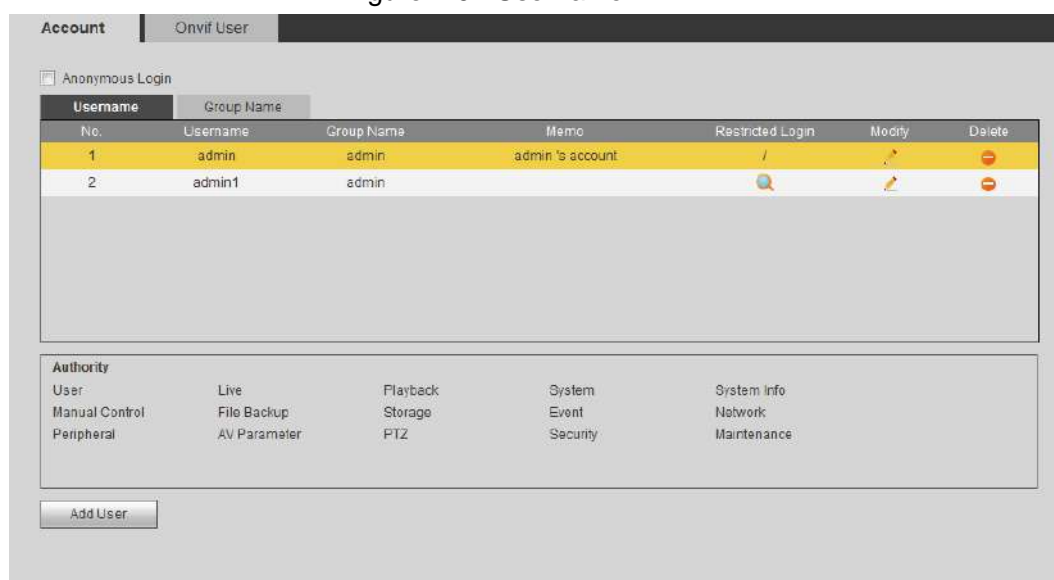 Account Onvif User
Anonymous Login
Username Group Name
No. Username Group Name Memo Restricted Login Modify Delete
1 admin admin admin 's account /
2 admin1 admin
Authority
User Live Playback System System Info
Manual Control File Backup Storage Event Network
Peripheral AV Parameter PTZ Security Maintenance
Add User